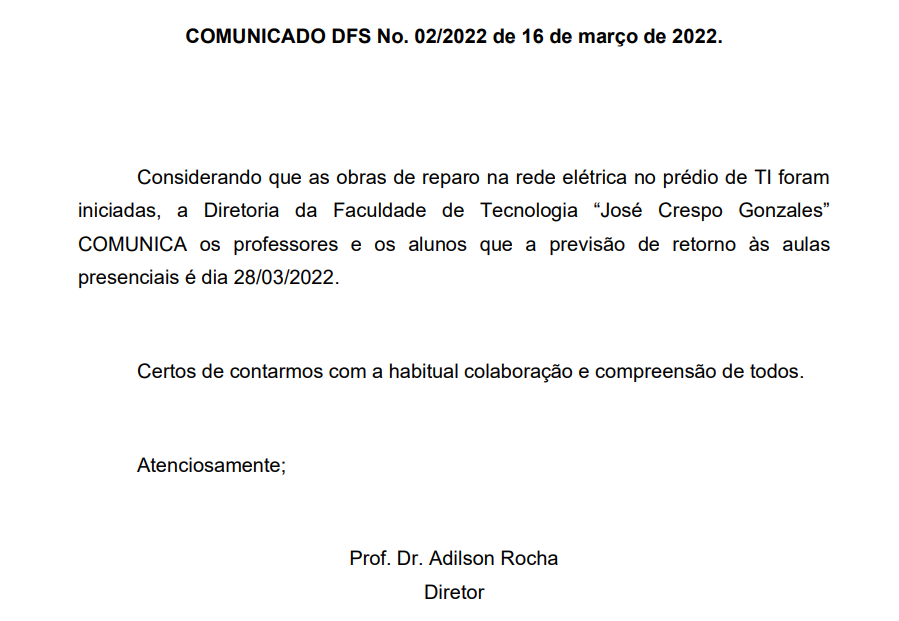 COMUNICADO DFS No. 02/2022 de 16 de março de 2022.
Considerando que as obras de reparo na rede elétrica no prédio de TI foram
iniciadas, a Diretoria da Faculdade de Tecnologia “José Crespo Gonzales”
COMUNICA os professores e os alunos que a previsão de retorno às aulas
presenciais é dia 28/03/2022.
Certos de contarmos com a habitual colaboração e compreensão de todos.
Atenciosamente;
Prof. Dr. Adilson Rocha
Diretor